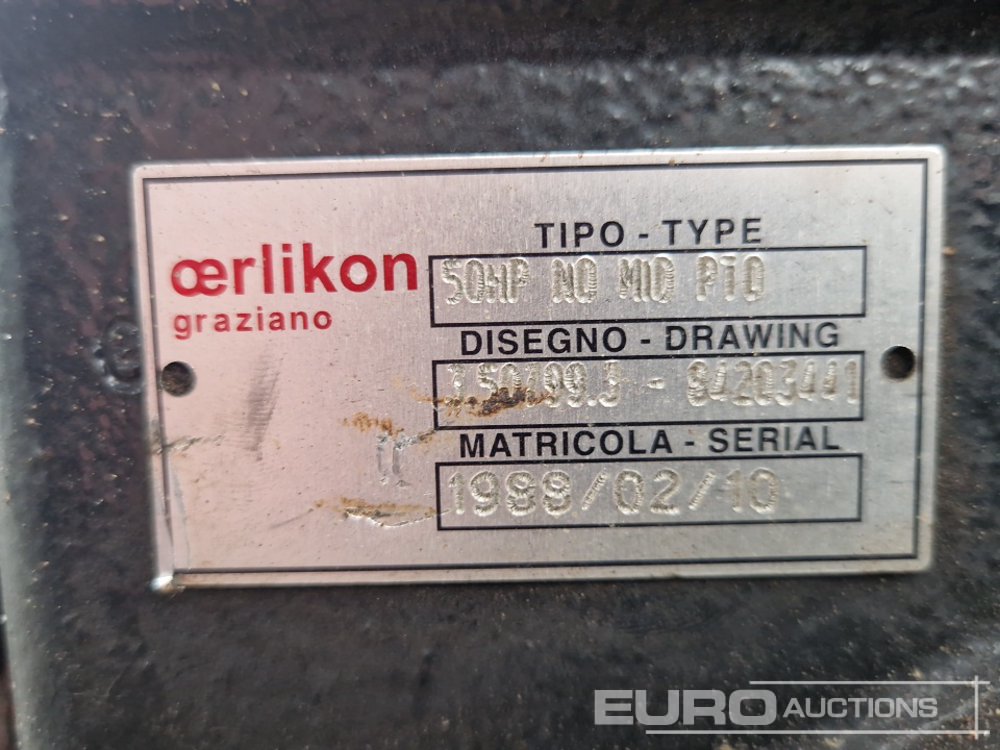 œrlikon
graziano
TIPO - TYPE
50HP NO MID PTO
DISEGNO - DRAWING
84203441
MATRICOLA - SERIAL
1988/02/10
EURO AUCTIONS